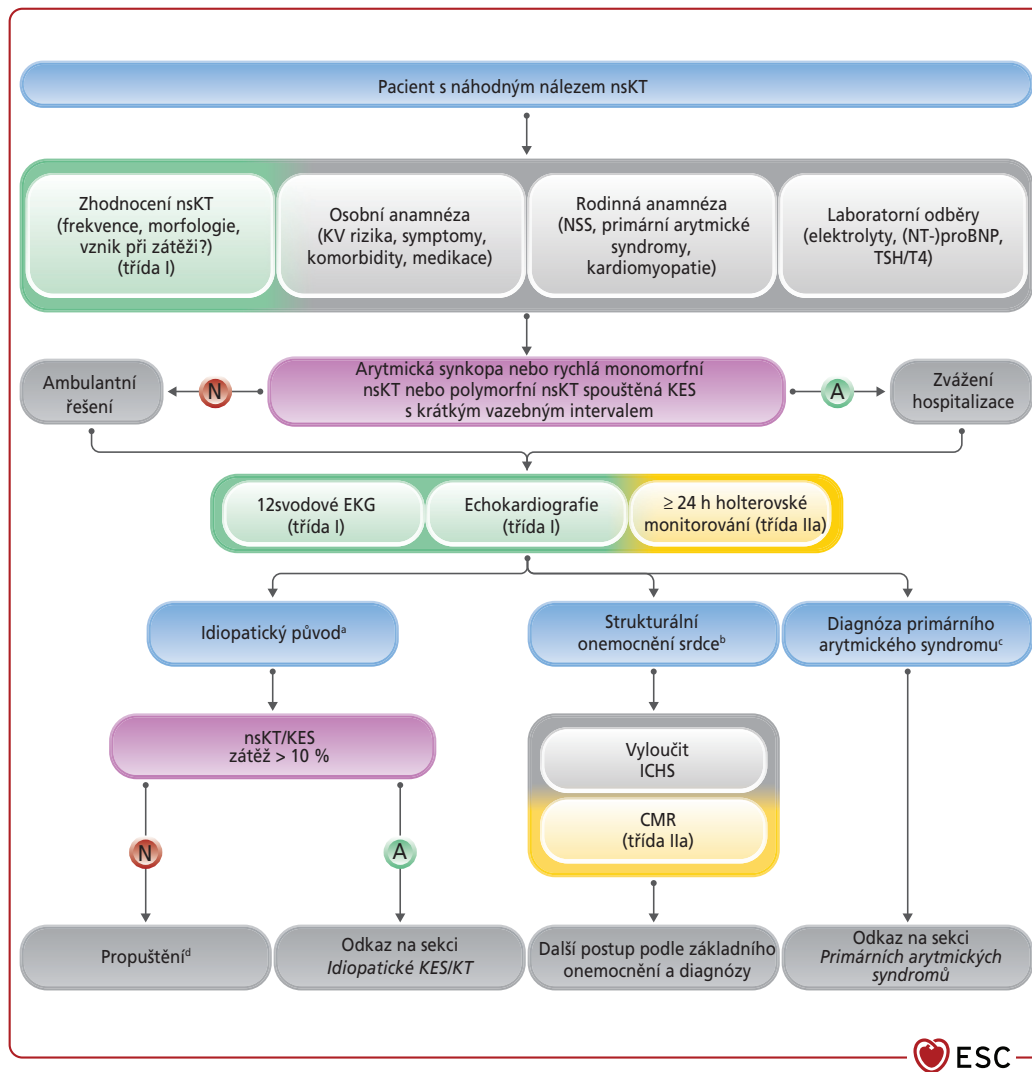 Pacient s náhodným nálezem nsKT
Zhodnocení nsKT
(frekvence, morfologie,
vznik při zátěži?)
(třída I)
Osobní anamnéza
(KV rizika, symptomy,
komorbidity, medikace)
Rodinná anamnéza
(NSS, primární arytmické
syndromy,
kardiomyopatie)
Laboratorní odběry
(elektrolyty, (NT-)proBNP,
TSH/T4)
Ambulantní
řešení
N
Arytmická synkopa nebo rychlá monomorfní
nsKT nebo polymorfní nsKT spouštěná KES
s krátkým vazebným intervalem
A
Zvážení
hospitalizace
12svodové EKG
(třída I)
Echokardiografie
(třída I)
≥ 24 h holterovské
monitorování (třída IIa)
Idiopatický původa
Strukturální
onemocnění srdceb
Diagnóza primárního
arytmického syndromuc
nsKT/KES
zátěž > 10 %
Vyloučit
ICHS
CMR
(třída IIa)
N
A
Propuštěníd
Odkaz na sekci
Idiopatické KES/KT
Další postup podle základního
onemocnění a diagnózy
Odkaz na sekci
Primárních arytmických
syndromů
ESC